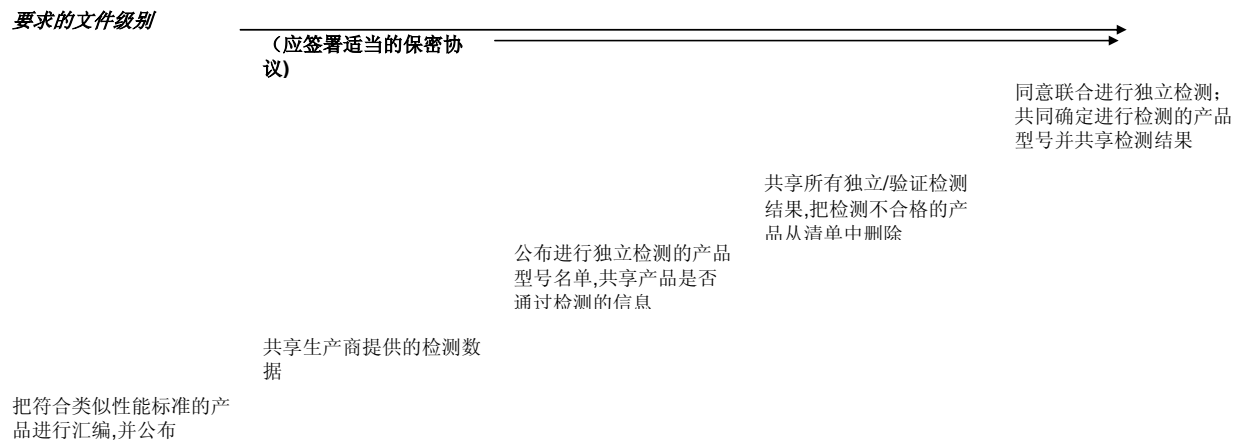 要求的文件级别
（应签署适当的保密协
议)
同意联合进行独立检测；
共同确定进行检测的产品
型号并共享检测结果
共享所有独立/验证检测
结果,把检测不合格的产
品从清单中删除
公布进行独立检测的产品
型号名单,共享产品是否
通过检测的信息
共享生产商提供的检测数
据
把符合类似性能标准的产
品进行汇编,并公布